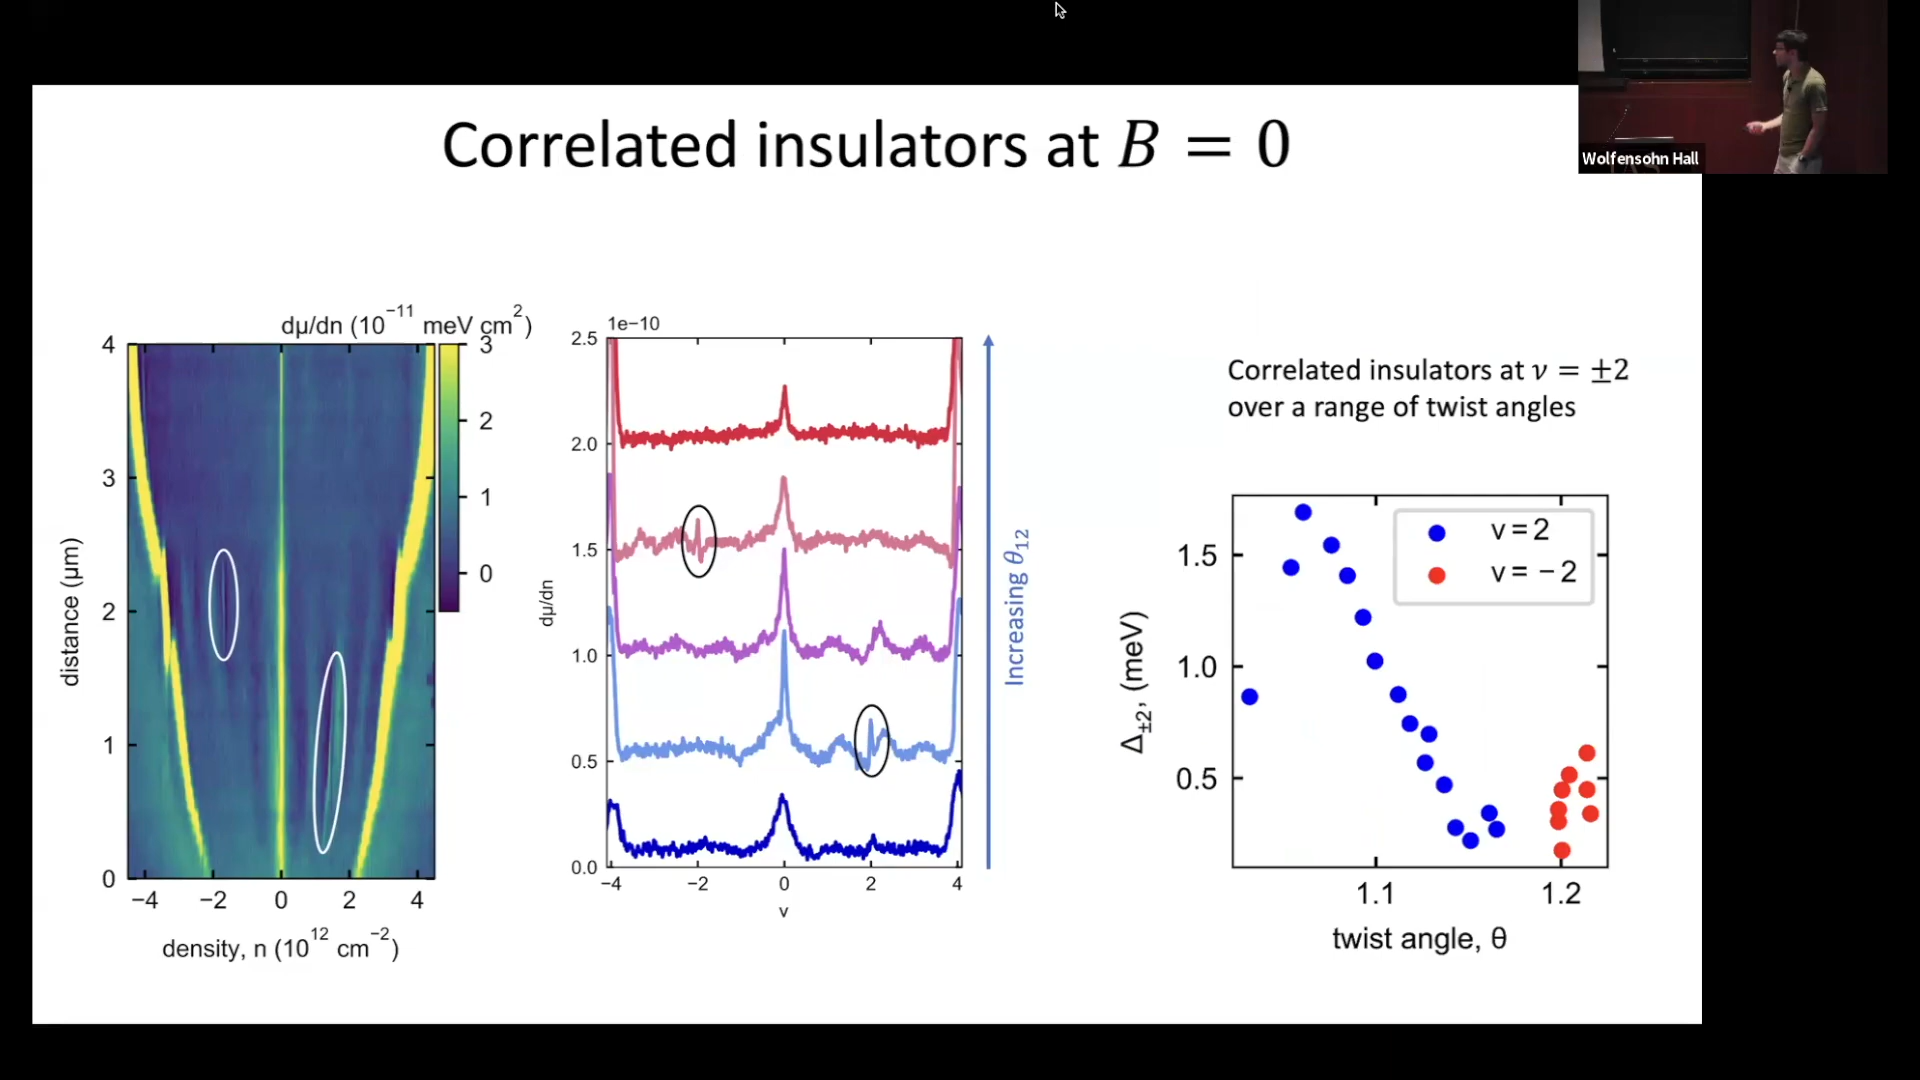 Wolfensohn Hall
Correlated insulators at B = 0
dμ/dn (10⁻¹¹ meV cm²)
4
3
2
1
0
distance (μm)
−4 −2 0 2 4
density, n (10¹² cm⁻²)
3
2
1
0
1e−10
2.5
2.0
1.5
1.0
0.5
0.0
dμ/dn
−4 −2 0 2 4
v
Increasing θ₁₂
Correlated insulators at ν = ±2
over a range of twist angles
v = 2
v = −2
1.5
1.0
0.5
Δ±2, (meV)
1.1 1.2
twist angle, θ